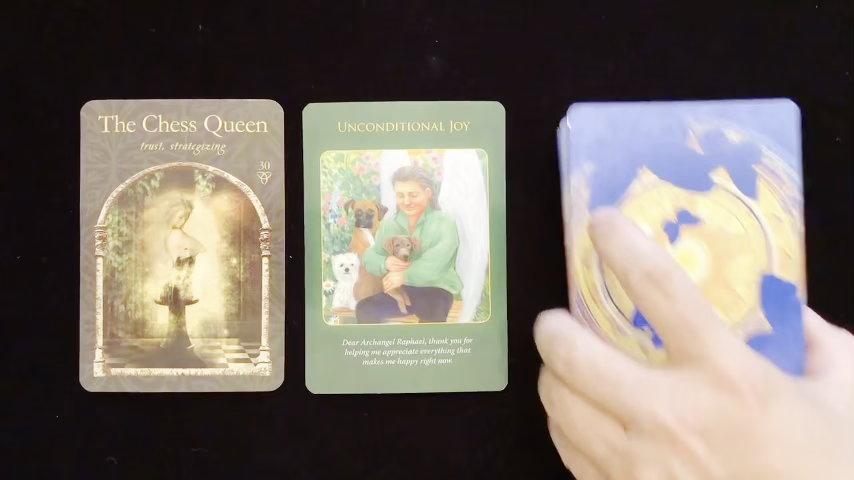 The Chess Queen
trust, strategizing
30
UNCONDITIONAL JOY
Dear Archangel Raphael, thank you for
helping me appreciate everything that
makes me happy right now.